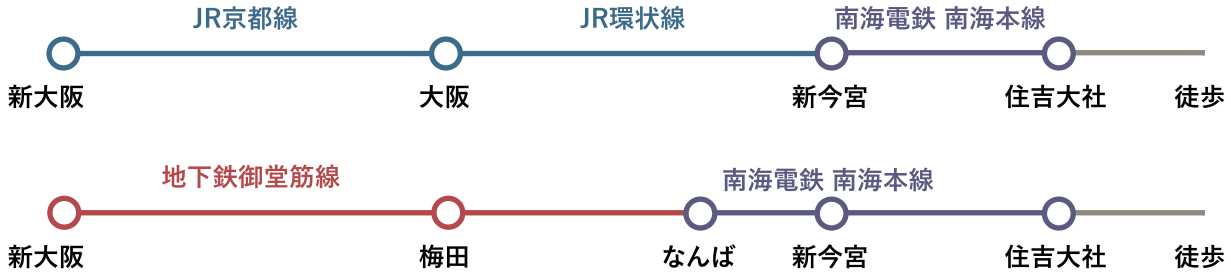 JR京都線 JR環状線 南海電鉄 南海本線
新大阪 大阪 新今宮 住吉大社 徒歩
地下鉄御堂筋線 南海電鉄 南海本線
新大阪 梅田 なんば 新今宮 住吉大社 徒歩